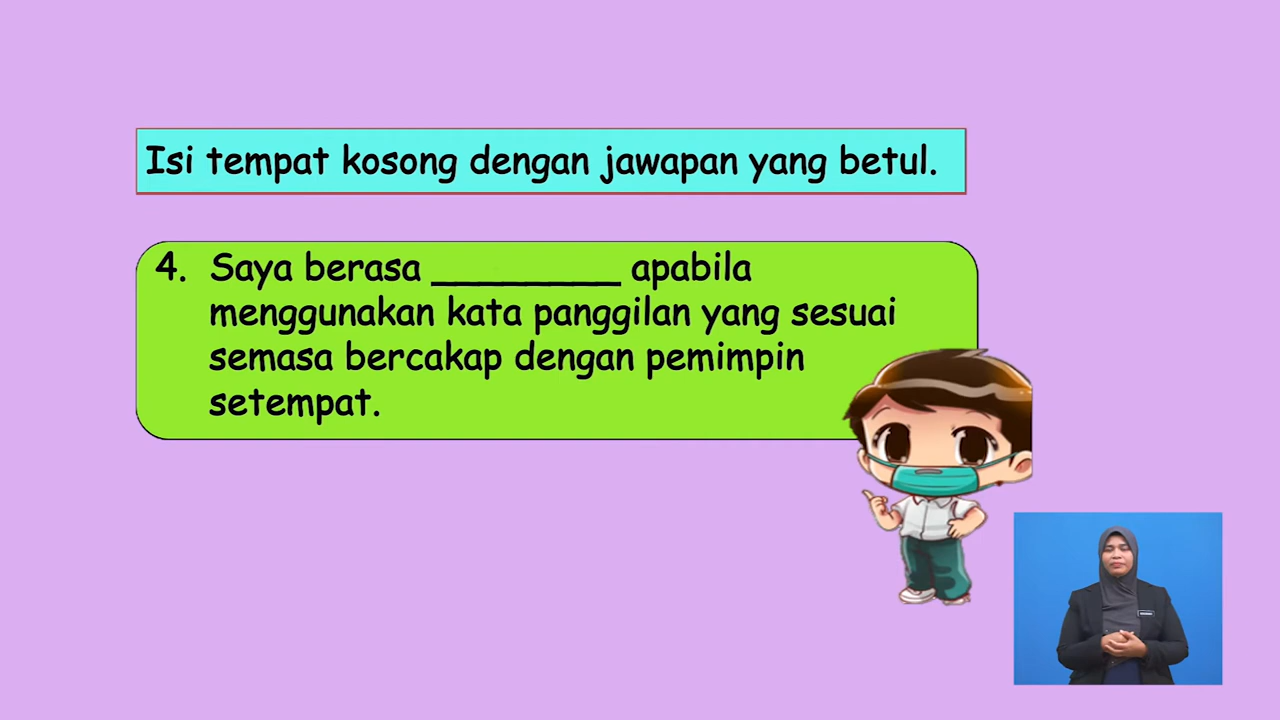 Isi tempat kosong dengan jawapan yang betul.
4. Saya berasa ________ apabila
menggunakan kata panggilan yang sesuai
semasa bercakap dengan pemimpin
setempat.